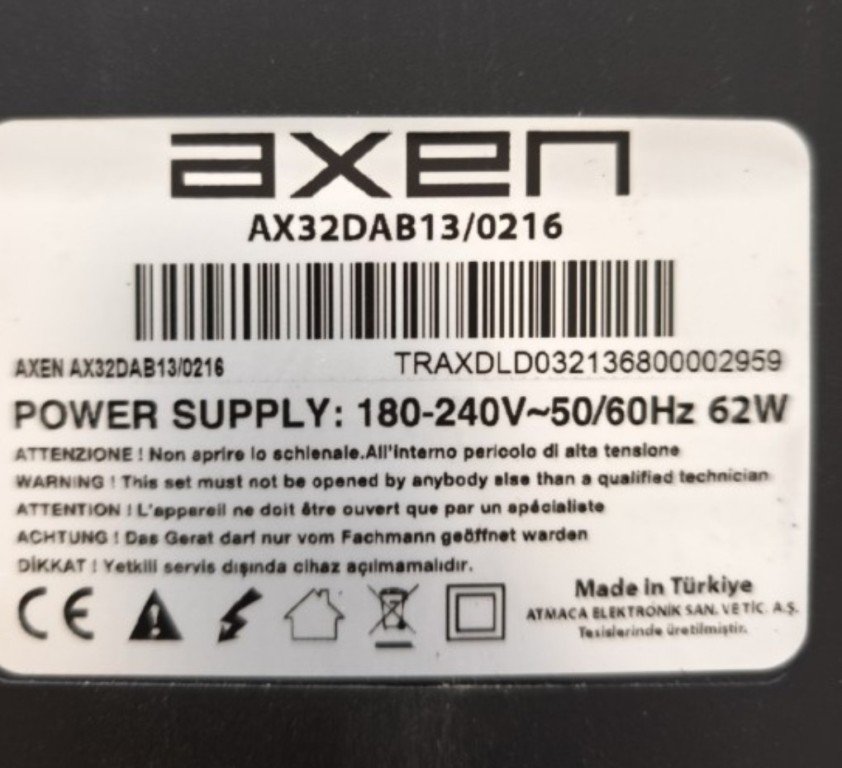 axen
AX32DAB13/0216
AXEN AX32DAB13/0216
TRAXDLD032136800002959
POWER SUPPLY: 180-240V~50/60Hz 62W
ATTENZIONE ! Non aprire lo schienale.All'interno pericolo di alta tensione
WARNING ! This set must not be opened by anybody else than a qualified technician
ATTENTION ! L'appareil ne doit être ouvert que par un spécialiste
ACHTUNG ! Das Gerat darf nur vom Fachmann geöffnet warden
DİKKAT ! Yetkili servis dışında cihaz açılmamalıdır.
CE
Made in Türkiye
ATMACA ELEKTRONİK SAN. VE TİC. A.Ş.
Tesislerinde üretilmiştir.